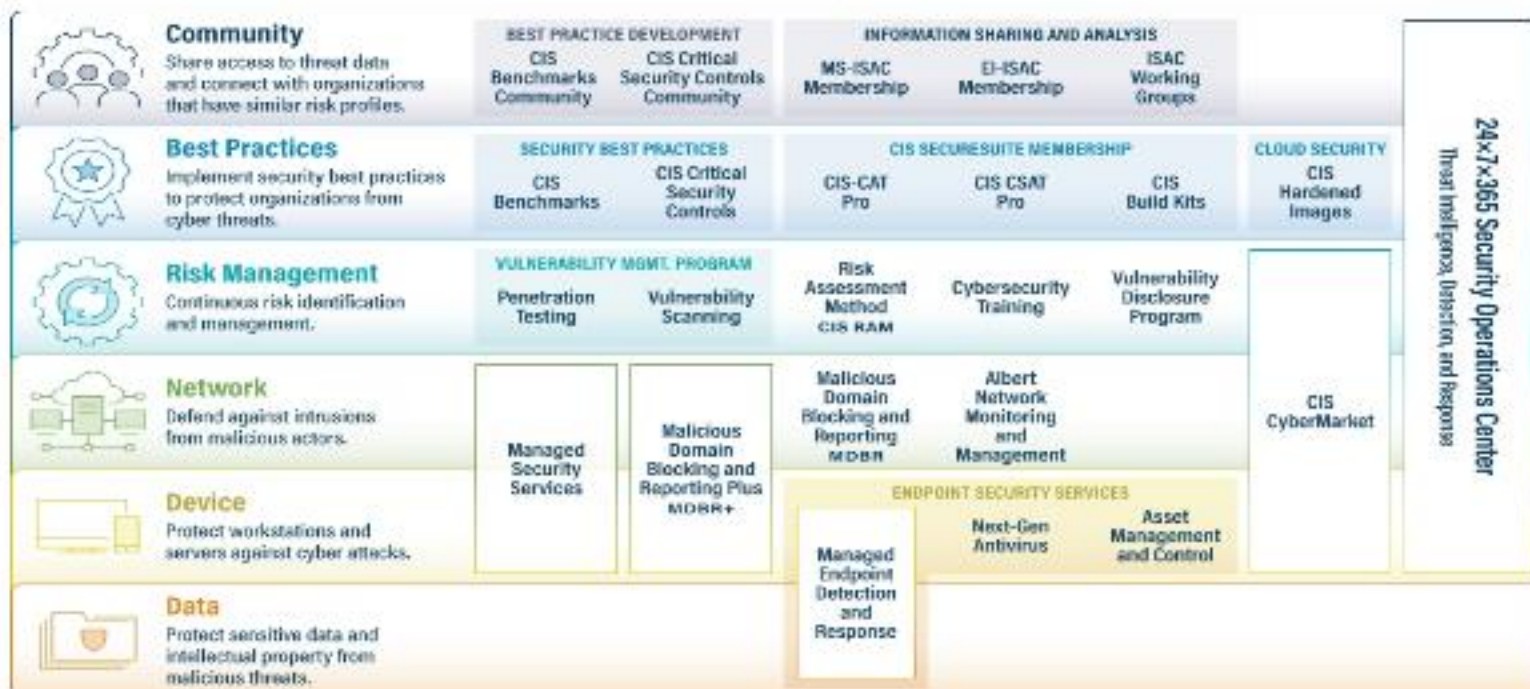 Community
Share access to threat data
and connect with organizations
that have similar risk profiles.
BEST PRACTICE DEVELOPMENT
CIS
Benchmarks
Community
CIS Critical
Security Controls
Community
INFORMATION SHARING AND ANALYSIS
MS-ISAC
Membership
EI-ISAC
Membership
ISAC
Working
Groups
Best Practices
Implement security best practices
to protect organizations from
cyber threats.
SECURITY BEST PRACTICES
CIS
Benchmarks
CIS Critical
Security
Controls
CIS SECURESUITE MEMBERSHIP
CIS-CAT
Pro
CIS CSAT
Pro
CIS
Build Kits
CLOUD SECURITY
CIS
Hardened
Images
Risk Management
Continuous risk identification
and management.
VULNERABILITY MGMT. PROGRAM
Penetration
Testing
Vulnerability
Scanning
Risk
Assessment
Method
CIS RAM
Cybersecurity
Training
Vulnerability
Disclosure
Program
Network
Defend against intrusions
from malicious actors.
Managed
Security
Services
Malicious
Domain
Blocking and
Reporting Plus
MDBR+
Malicious
Domain
Blocking and
Reporting
MDBR
Albert
Network
Monitoring
and
Management
CIS
CyberMarket
Device
Protect workstations and
servers against cyber attacks.
ENDPOINT SECURITY SERVICES
Managed
Endpoint
Detection
and
Response
Next-Gen
Antivirus
Asset
Management
and Control
Data
Protect sensitive data and
intellectual property from
malicious threats.
24×7×365 Security Operations Center
Threat Intelligence, Detection, and Response